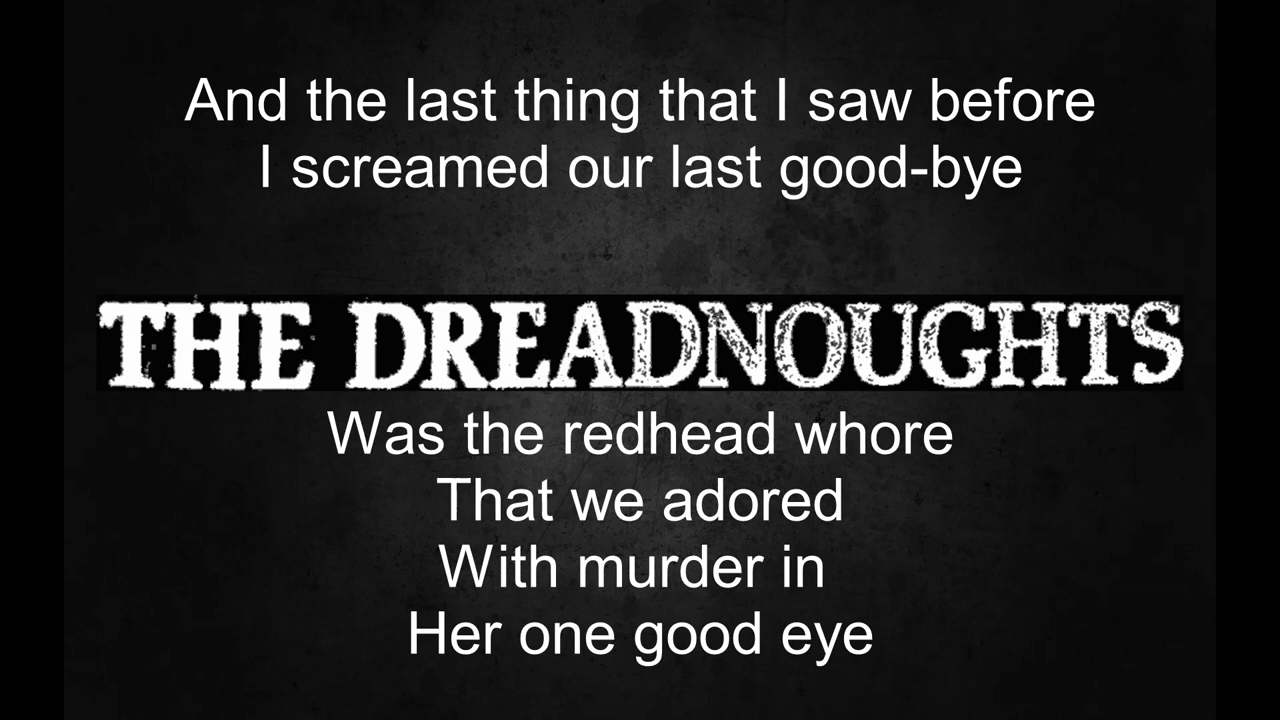 And the last thing that I saw before
I screamed our last good-bye
THE DREADNOUGHTS
Was the redhead whore
That we adored
With murder in
Her one good eye